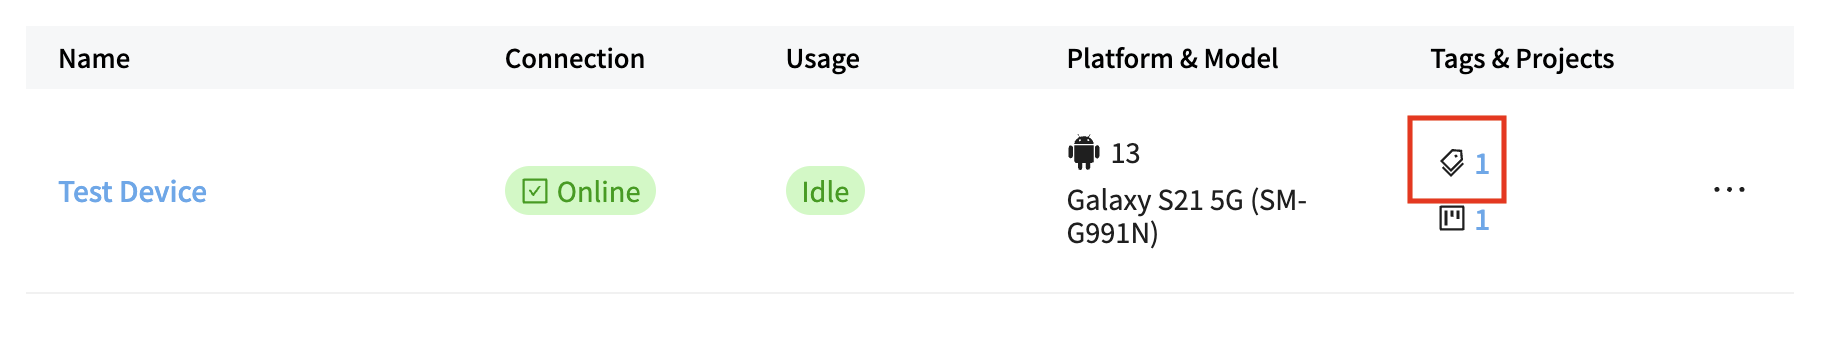 Name Connection Usage Platform & Model Tags & Projects
Test Device Online Idle 13 1
Galaxy S21 5G (SM-
G991N) 1
...